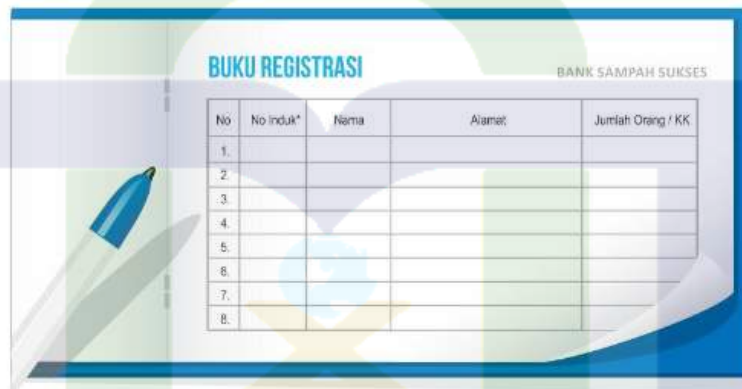 BUKU REGISTRASI
BANK SAMPAH SUKSES
No No Induk* Nama Alamat Jumlah Orang / KK
1.
2.
3.
4.
5.
6.
7.
8.